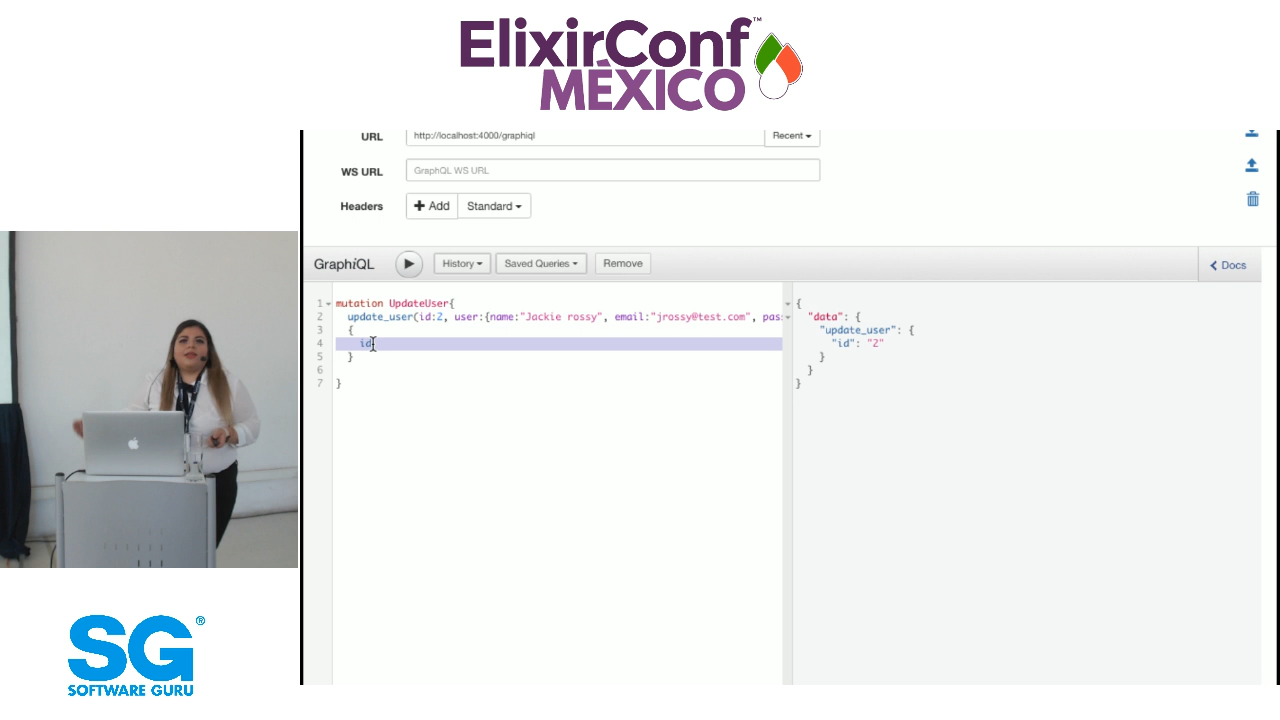 ElixirConf™
MÉXICO
URL http://localhost:4000/graphiql Recent
WS URL GraphQL WS URL
Headers + Add Standard
GraphiQL History Saved Queries Remove Docs
1 mutation UpdateUser{
2 update_user(id:2, user:{name:"Jackie rossy", email:"jrossy@test.com", pas
3 {
4 id
5 }
6
7 }
{
"data": {
"update_user": {
"id": "2"
}
}
}
SG®
SOFTWARE GURU